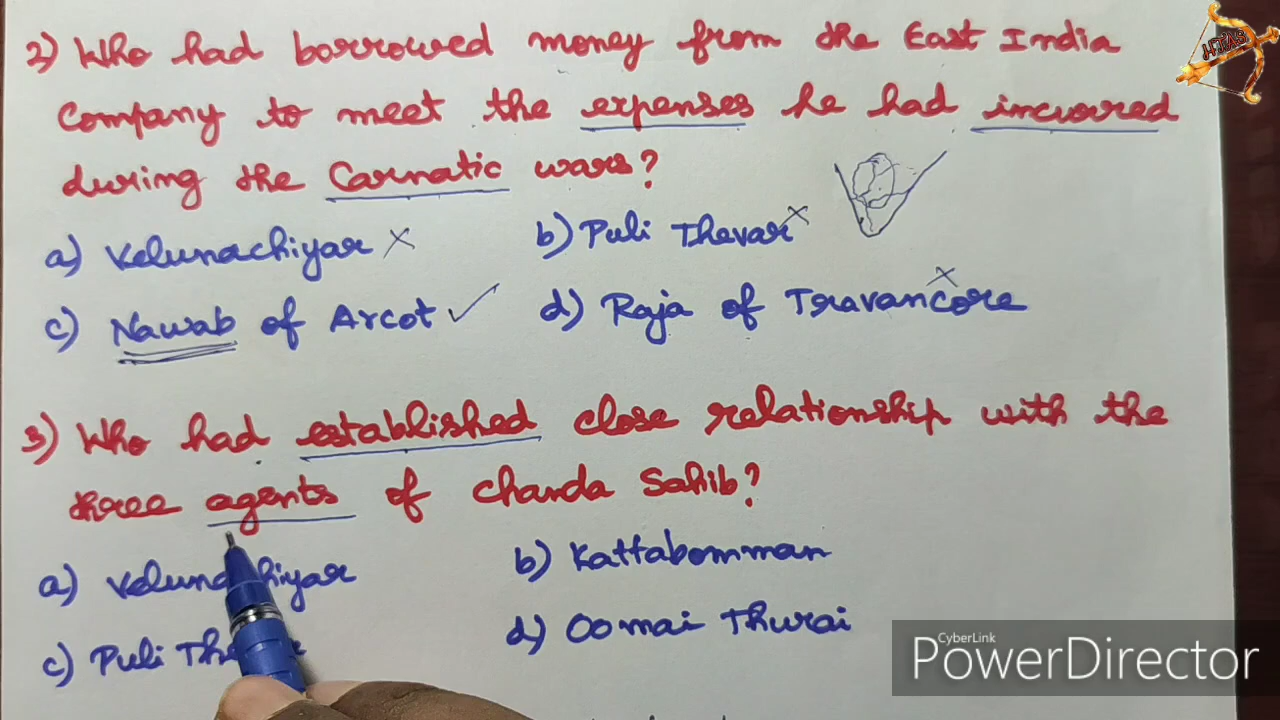 2) Who had borrowed money from the East India
Company to meet the expenses he had incurred
during the Carnatic wars?
a) Velunachiyar ×
b) Puli Thevar ×
c) Nawab of Arcot ✓
d) Raja of Travancore ×
3) Who had established close relationship with the
three agents of Chanda Sahib?
a) Velunachiyar
b) Kattabomman
c) Puli
d) Oomai Thurai
CyberLink
PowerDirector